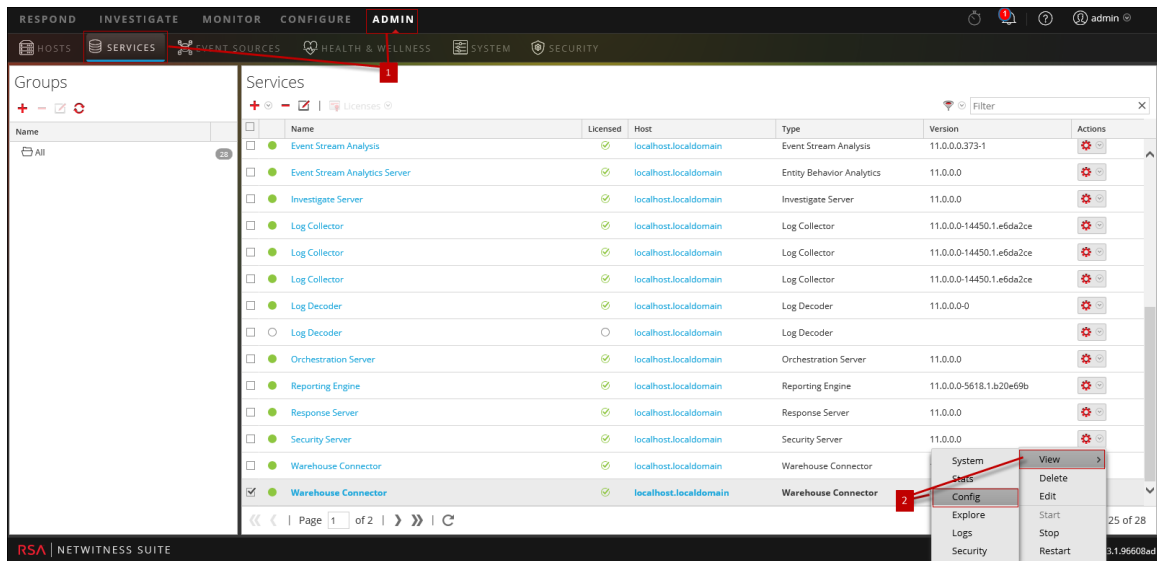 RESPOND INVESTIGATE MONITOR CONFIGURE ADMIN 1 ? admin
HOSTS SERVICES EVENT SOURCES HEALTH & WELLNESS SYSTEM SECURITY
1
Groups
Name
All 28
Services
Licenses Filter
Name Licensed Host Type Version Actions
Event Stream Analysis localhost.localdomain Event Stream Analysis 11.0.0.0.373-1
Event Stream Analytics Server localhost.localdomain Entity Behavior Analytics 11.0.0.0
Investigate Server localhost.localdomain Investigate Server 11.0.0.0
Log Collector localhost.localdomain Log Collector 11.0.0.0-14450.1.e6da2ce
Log Collector localhost.localdomain Log Collector 11.0.0.0-14450.1.e6da2ce
Log Collector localhost.localdomain Log Collector 11.0.0.0-14450.1.e6da2ce
Log Decoder localhost.localdomain Log Decoder 11.0.0.0-0
Log Decoder localhost.localdomain Log Decoder
Orchestration Server localhost.localdomain Orchestration Server 11.0.0.0
Reporting Engine localhost.localdomain Reporting Engine 11.0.0.0-5618.1.b20e69b
Response Server localhost.localdomain Response Server 11.0.0.0
Security Server localhost.localdomain Security Server 11.0.0.0
Warehouse Connector localhost.localdomain Warehouse Connector
Warehouse Connector localhost.localdomain Warehouse Connector
System View
Stats Delete
2
Config Edit
Explore Start
Logs Stop
Security Restart
Page 1 of 2 25 of 28
RSA NETWITNESS SUITE 3.1.96608ad